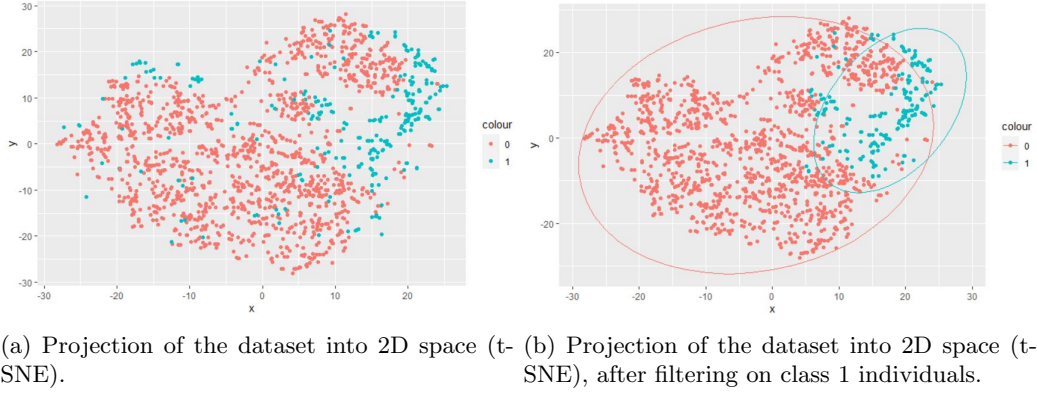 30
20
10
0
-10
-20
-30
y
-30
-20
-10
0
10
20
x
colour
0
1
20
0
-20
y
-30
-20
-10
0
10
20
30
x
colour
0
1
(a) Projection of the dataset into 2D space (t-
SNE).
(b) Projection of the dataset into 2D space (t-
SNE), after filtering on class 1 individuals.